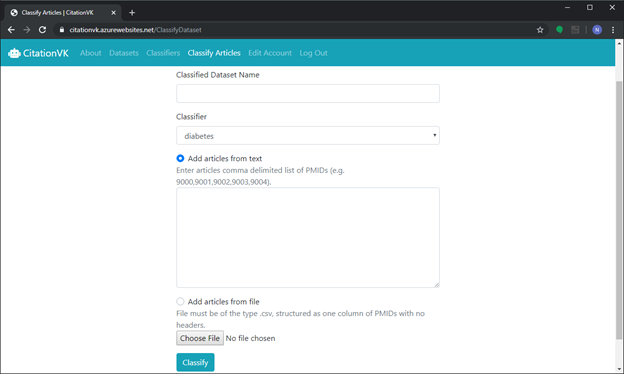 Classify Articles | CitationVK
citationvk.azurewebsites.net/ClassifyDataset
N
CitationVK About Datasets Classifiers Classify Articles Edit Account Log Out
Classified Dataset Name
Classifier
diabetes
Add articles from text
Enter articles comma delimited list of PMIDs (e.g.
9000,9001,9002,9003,9004).
Add articles from file
File must be of the type .csv, structured as one column of PMIDs with no
headers.
Choose File No file chosen
Classify